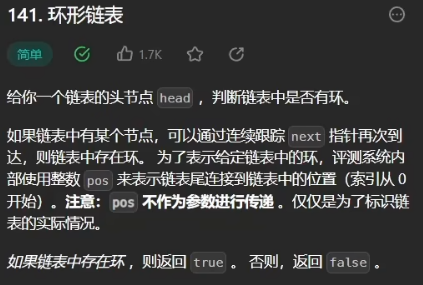 141. 环形链表
简单 1.7K
给你一个链表的头节点 head ，判断链表中是否有环。
如果链表中有某个节点，可以通过连续跟踪 next 指针再次到
达，则链表中存在环。 为了表示给定链表中的环，评测系统内
部使用整数 pos 来表示链表尾连接到链表中的位置（索引从 0
开始）。注意：pos 不作为参数进行传递 。仅仅是为了标识链
表的实际情况。
如果链表中存在环 ，则返回 true 。 否则，返回 false 。